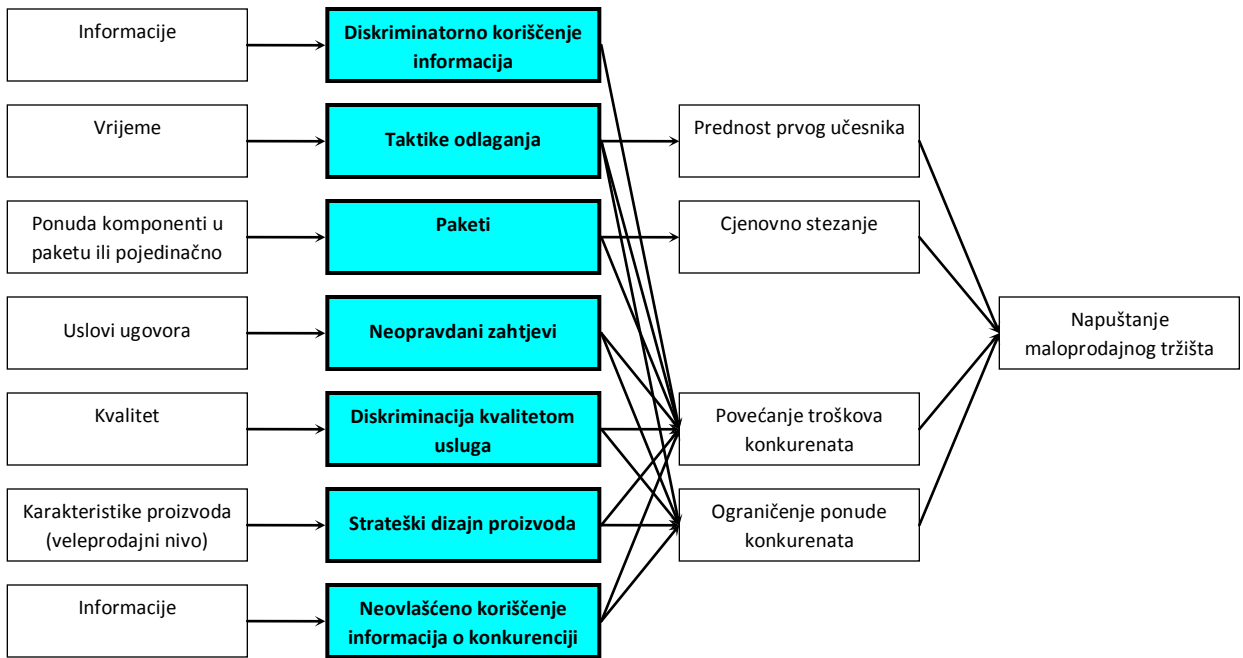 Informacije
Diskriminatorno koriščenje
informacija
Vrijeme
Taktike odlaganja
Prednost prvog učesnika
Ponuda komponenti u
paketu ili pojedinačno
Paketi
Cjenovno stezanje
Uslovi ugovora
Neopravdani zahtjevi
Napuštanje
maloprodajnog tržišta
Kvalitet
Diskriminacija kvalitetom
usluga
Povećanje troškova
konkurenata
Karakteristike proizvoda
(veleprodajni nivo)
Strateški dizajn proizvoda
Ograničenje ponude
konkurenata
Informacije
Neovlašćeno koriščenje
informacija o konkurenciji